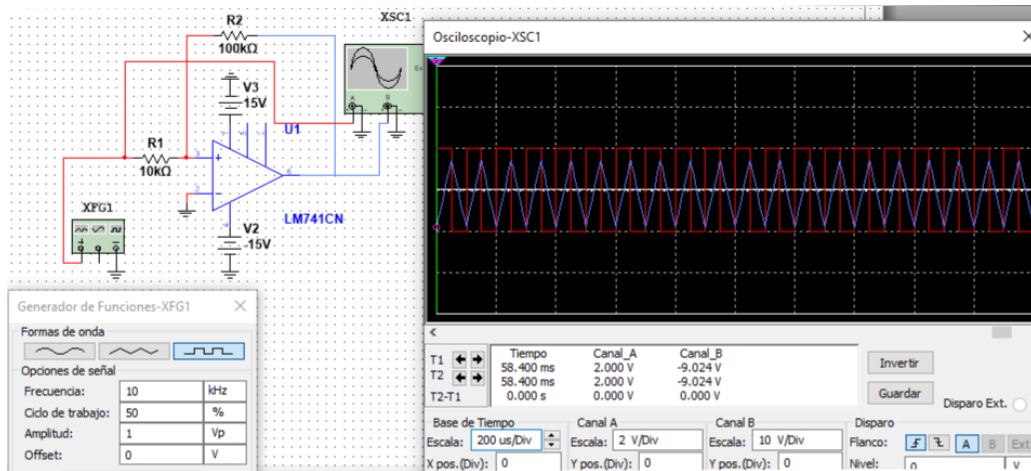 XSC1
R2
100kΩ
V3
15V
U1
R1
10kΩ
3
2
6
LM741CN
XFG1
V2
-15V
A
B
Generador de Funciones-XFG1
Formas de onda
Opciones de señal
Frecuencia: 10 kHz
Ciclo de trabajo: 50 %
Amplitud: 1 Vp
Offset: 0 V
Osciloscopio-XSC1
Tiempo Canal_A Canal_B
T1 58.400 ms 2.000 V -9.024 V
T2 58.400 ms 2.000 V -9.024 V
T2-T1 0.000 s 0.000 V 0.000 V
Invertir
Guardar
Disparo Ext.
Base de Tiempo Canal A Canal B Disparo
Escala: 200 us/Div Escala: 2 V/Div Escala: 10 V/Div Flanco: A B Ext
X pos.(Div): 0 Y pos.(Div): 0 Y pos.(Div): 0 Nivel: 0 V